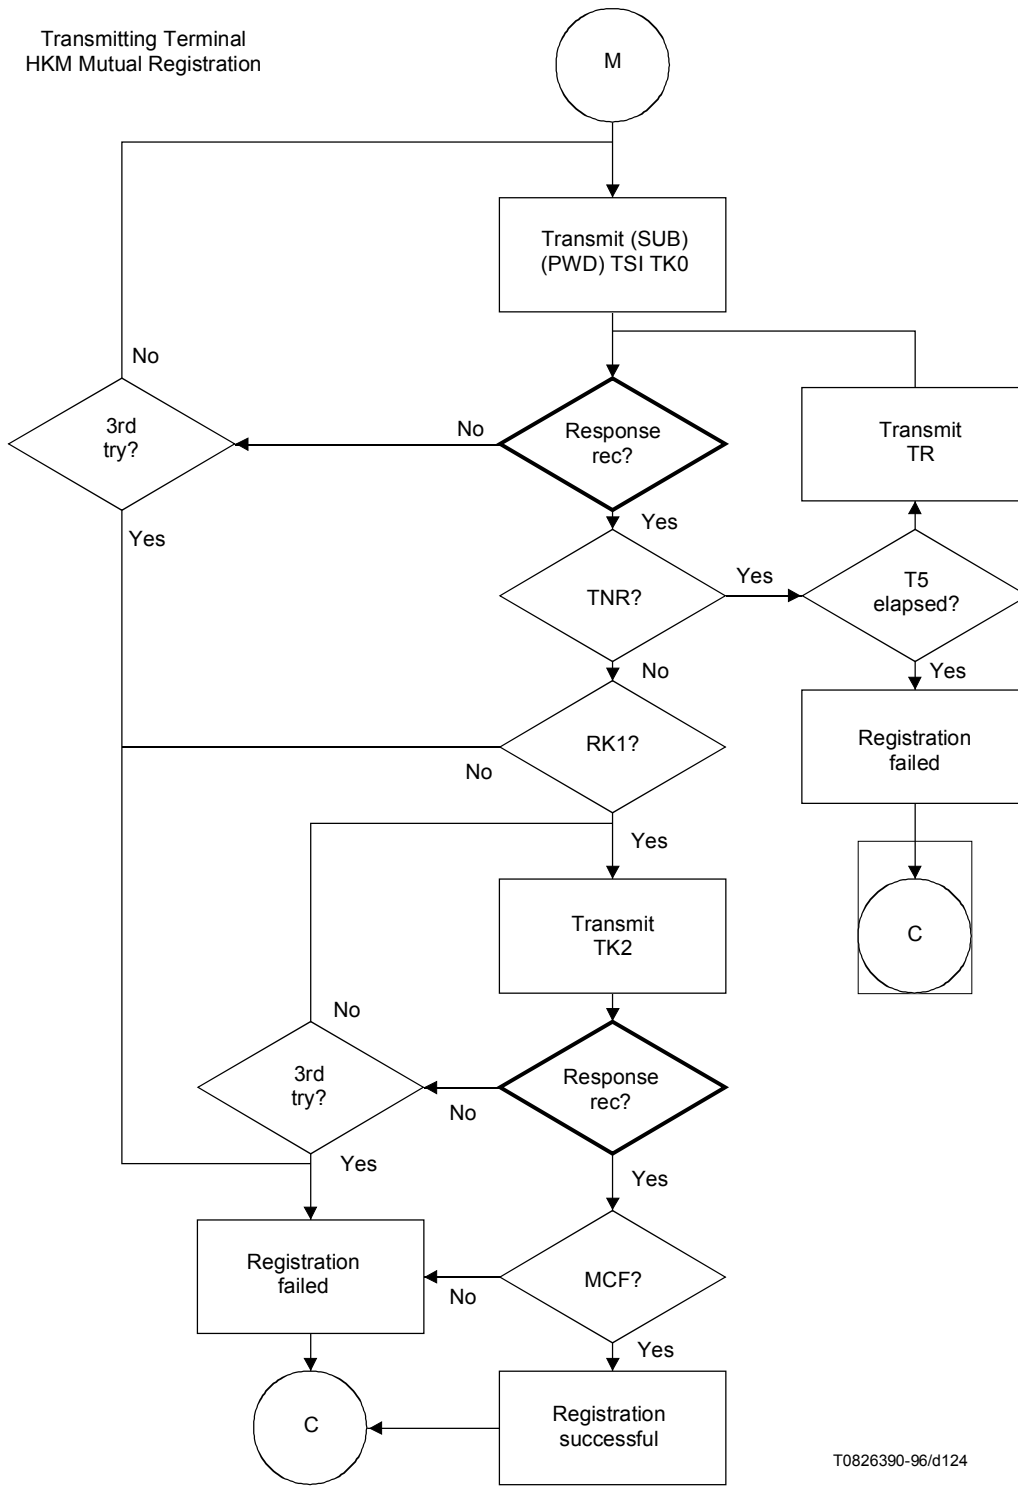 Transmitting Terminal
HKM Mutual Registration
M
Transmit (SUB)
(PWD) TSI TK0
No
3rd
try?
No
Response
rec?
Transmit
TR
Yes
Yes
TNR?
Yes
T5
elapsed?
No
Yes
RK1?
No
Registration
failed
Yes
Transmit
TK2
C
No
3rd
try?
No
Response
rec?
Yes
Yes
Registration
failed
No
MCF?
Yes
C
Registration
successful
T0826390-96/d124